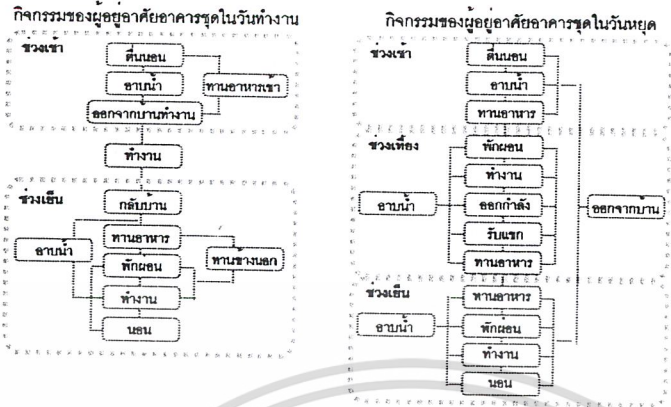 กิจกรรมของผู้อยู่อาศัยอาคารชุดในวันทำงาน
ช่วงเช้า
ตื่นนอน
อาบน้ำ
ทานอาหารเช้า
ออกจากบานทำงาน
ทำงาน
ช่วงเย็น
กลับบ้าน
ทานอาหาร
อาบน้ำ
พักผ่อน
ทานข้างนอก
ทำงาน
นอน
กิจกรรมของผู้อยู่อาศัยอาคารชุดในวันหยุด
ช่วงเช้า
ตื่นนอน
อาบน้ำ
ทานอาหาร
ช่วงเที่ยง
พักผ่อน
ทำงาน
อาบน้ำ
ออกกำลัง
ออกจากบ้าน
รับแขก
ทานอาหาร
ช่วงเย็น
ทานอาหาร
อาบน้ำ
พักผ่อน
ทำงาน
นอน